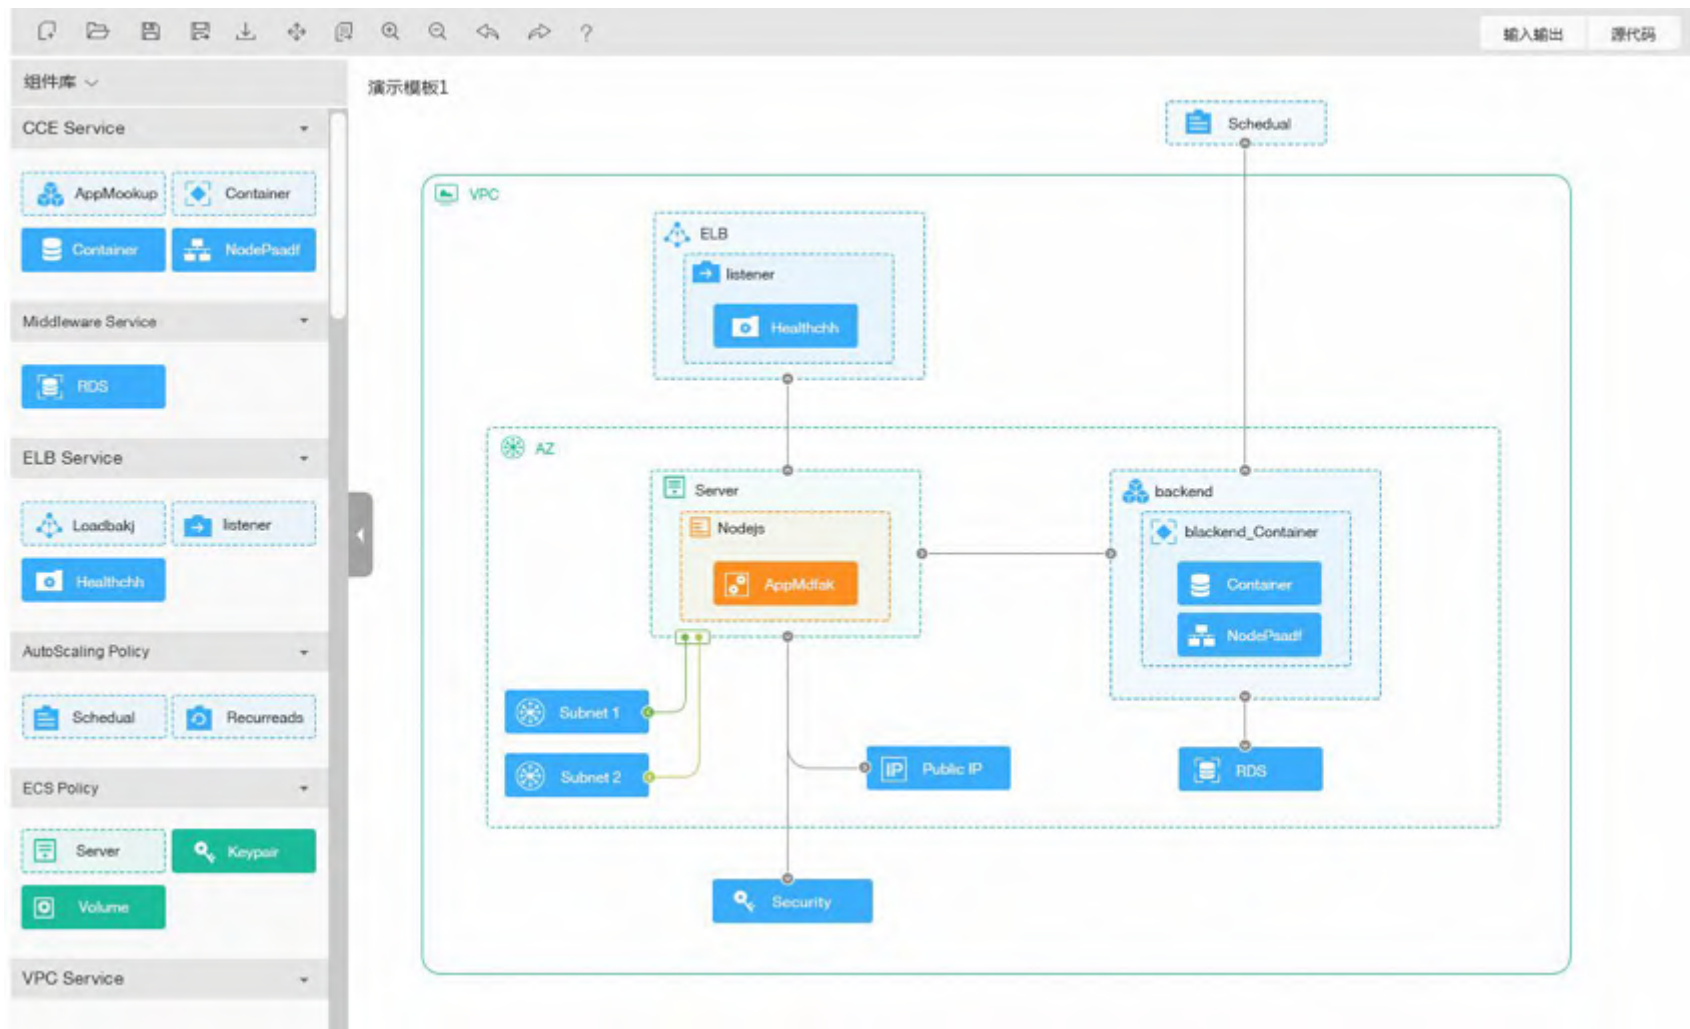 输入输出
源代码
组件库
演示模板1
CCE Service
AppMookup
Container
Container
NodePsadf
Middleware Service
RDS
ELB Service
Loadbakj
listener
Healthchh
AutoScaling Policy
Schedual
Recurreads
ECS Policy
Server
Keypair
Volume
VPC Service
Schedual
VPC
ELB
listener
Healthchh
AZ
Server
Nodejs
AppMdfaK
backend
blackend_Container
Container
NodePsadf
Subnet 1
Subnet 2
IP Public IP
RDS
Security